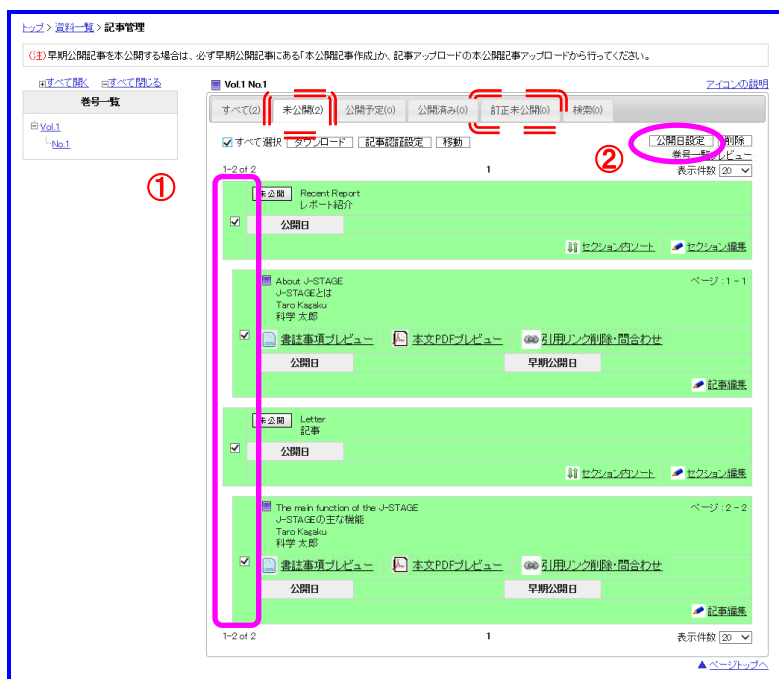 トップ > 資料一覧 > 記事管理
(注)早期公開記事を本公開する場合は、必ず早期公開記事にある「本公開記事作成」か、記事アップロードの本公開記事アップロードから行ってください。
すべて開く すべて閉じる
Vol.1 No.1
アイコンの説明
巻号一覧
Vol.1
No.1
すべて(2) 未公開(2) 公開予定(0) 公開済み(0) 訂正未公開(0) 検索(0)
すべて選択 ダウンロード 記事認証設定 移動
公開日設定 削除
② 巻号一覧プレビュー
1-2 of 2 1 表示件数 20
①
未公開 Recent Report
レポート紹介
公開日
セクション内ソート セクション編集
About J-STAGE ページ : 1 - 1
J-STAGEとは
Taro Kagaku
科学 太郎
書誌事項プレビュー 本文PDFプレビュー 引用リンク削除・問合わせ
公開日 早期公開日
記事編集
未公開 Letter
記事
公開日
セクション内ソート セクション編集
The main function of the J-STAGE ページ : 2 - 2
J-STAGEの主な機能
Taro Kagaku
科学 太郎
書誌事項プレビュー 本文PDFプレビュー 引用リンク削除・問合わせ
公開日 早期公開日
記事編集
1-2 of 2 1 表示件数 20
▲ ページトップへ